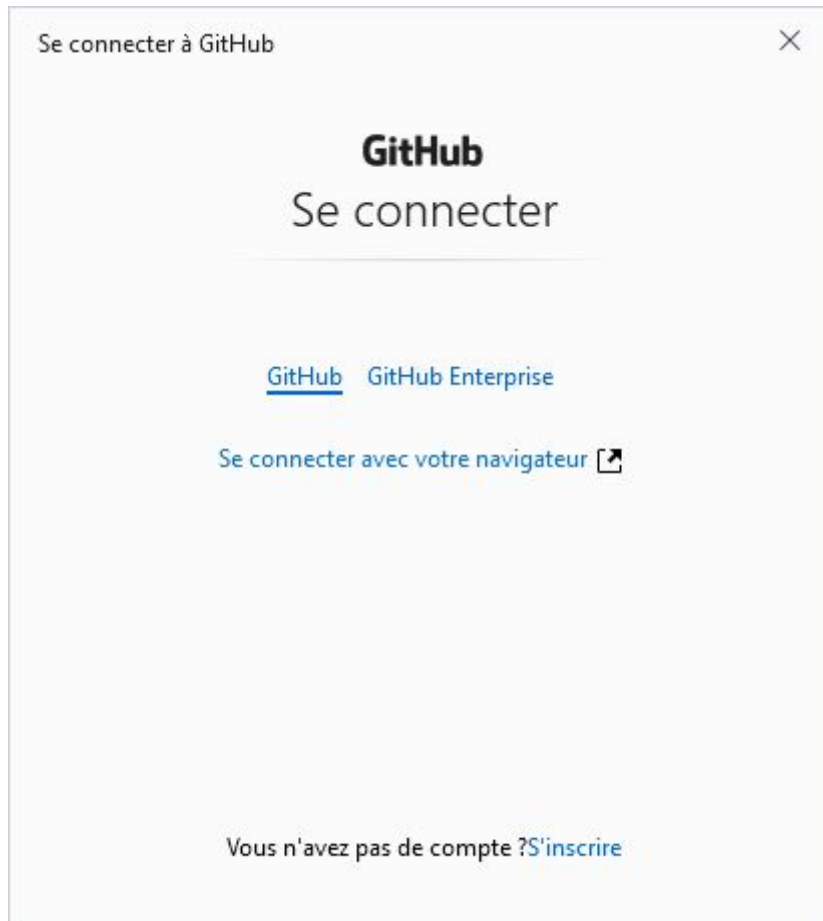 Se connecter à GitHub
GitHub
Se connecter
GitHub GitHub Enterprise
Se connecter avec votre navigateur
Vous n'avez pas de compte ?S'inscrire